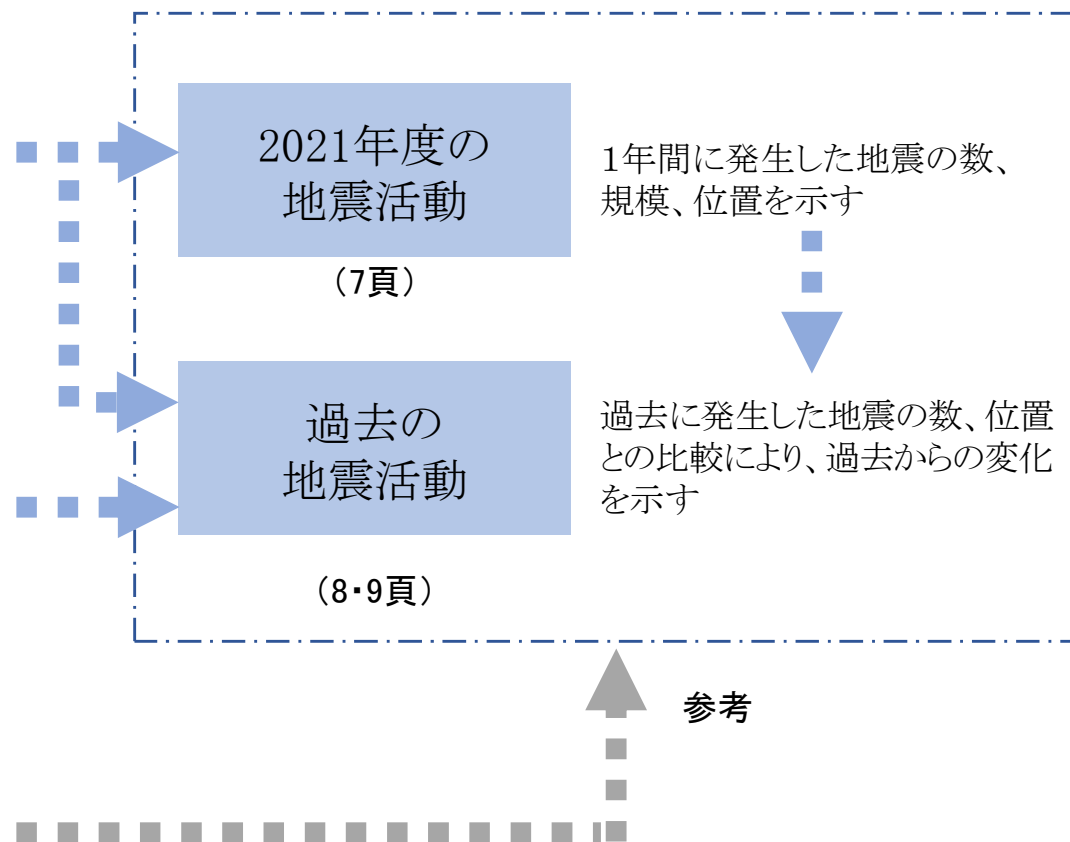 2021年度の
地震活動
（7頁）
１年間に発生した地震の数、
規模、位置を示す
過去の
地震活動
（8・9頁）
過去に発生した地震の数、位置
との比較により、過去からの変化
を示す
参考